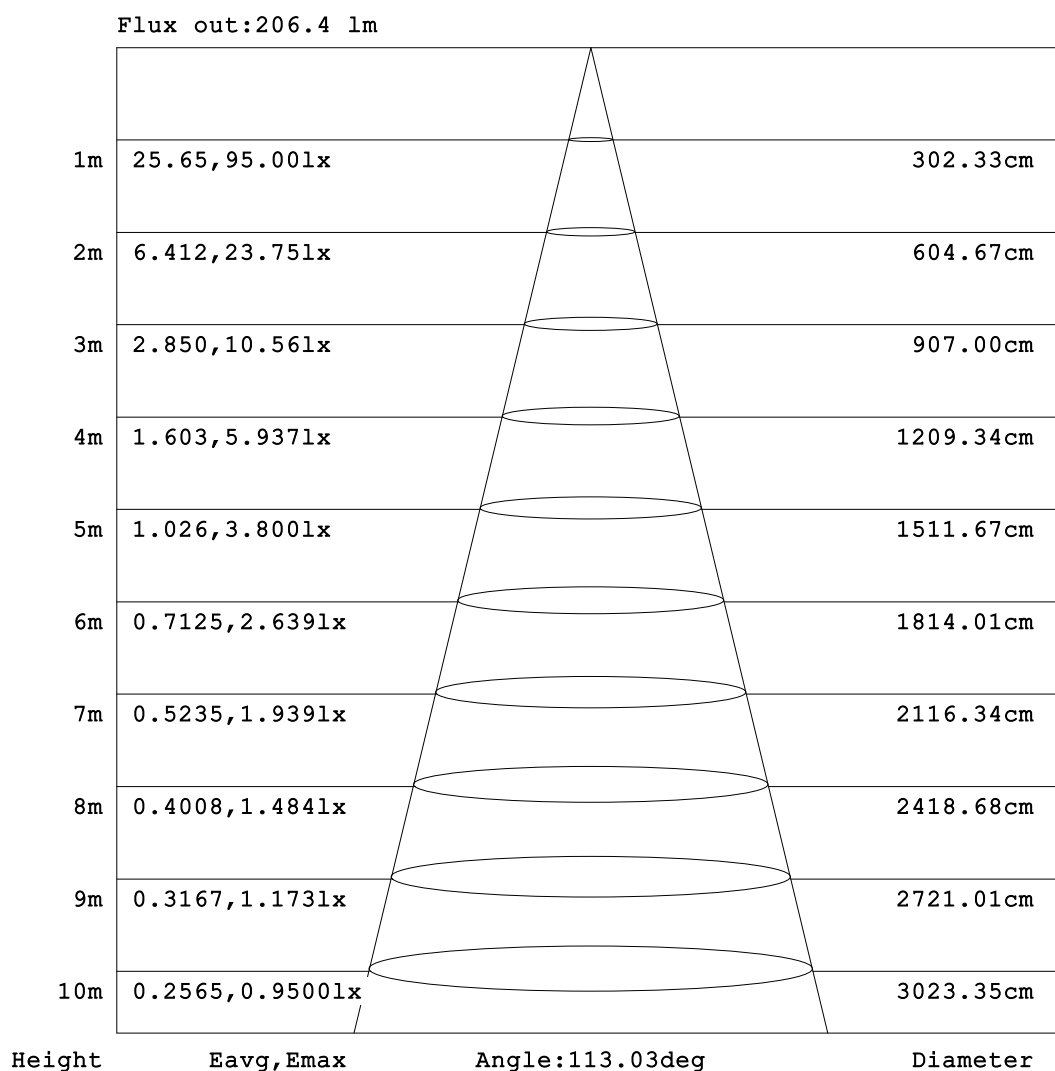 Flux out:206.4 lm
1m 25.65,95.00lx 302.33cm
2m 6.412,23.75lx 604.67cm
3m 2.850,10.56lx 907.00cm
4m 1.603,5.937lx 1209.34cm
5m 1.026,3.800lx 1511.67cm
6m 0.7125,2.639lx 1814.01cm
7m 0.5235,1.939lx 2116.34cm
8m 0.4008,1.484lx 2418.68cm
9m 0.3167,1.173lx 2721.01cm
10m 0.2565,0.9500lx 3023.35cm
Height Eavg,Emax Angle:113.03deg Diameter